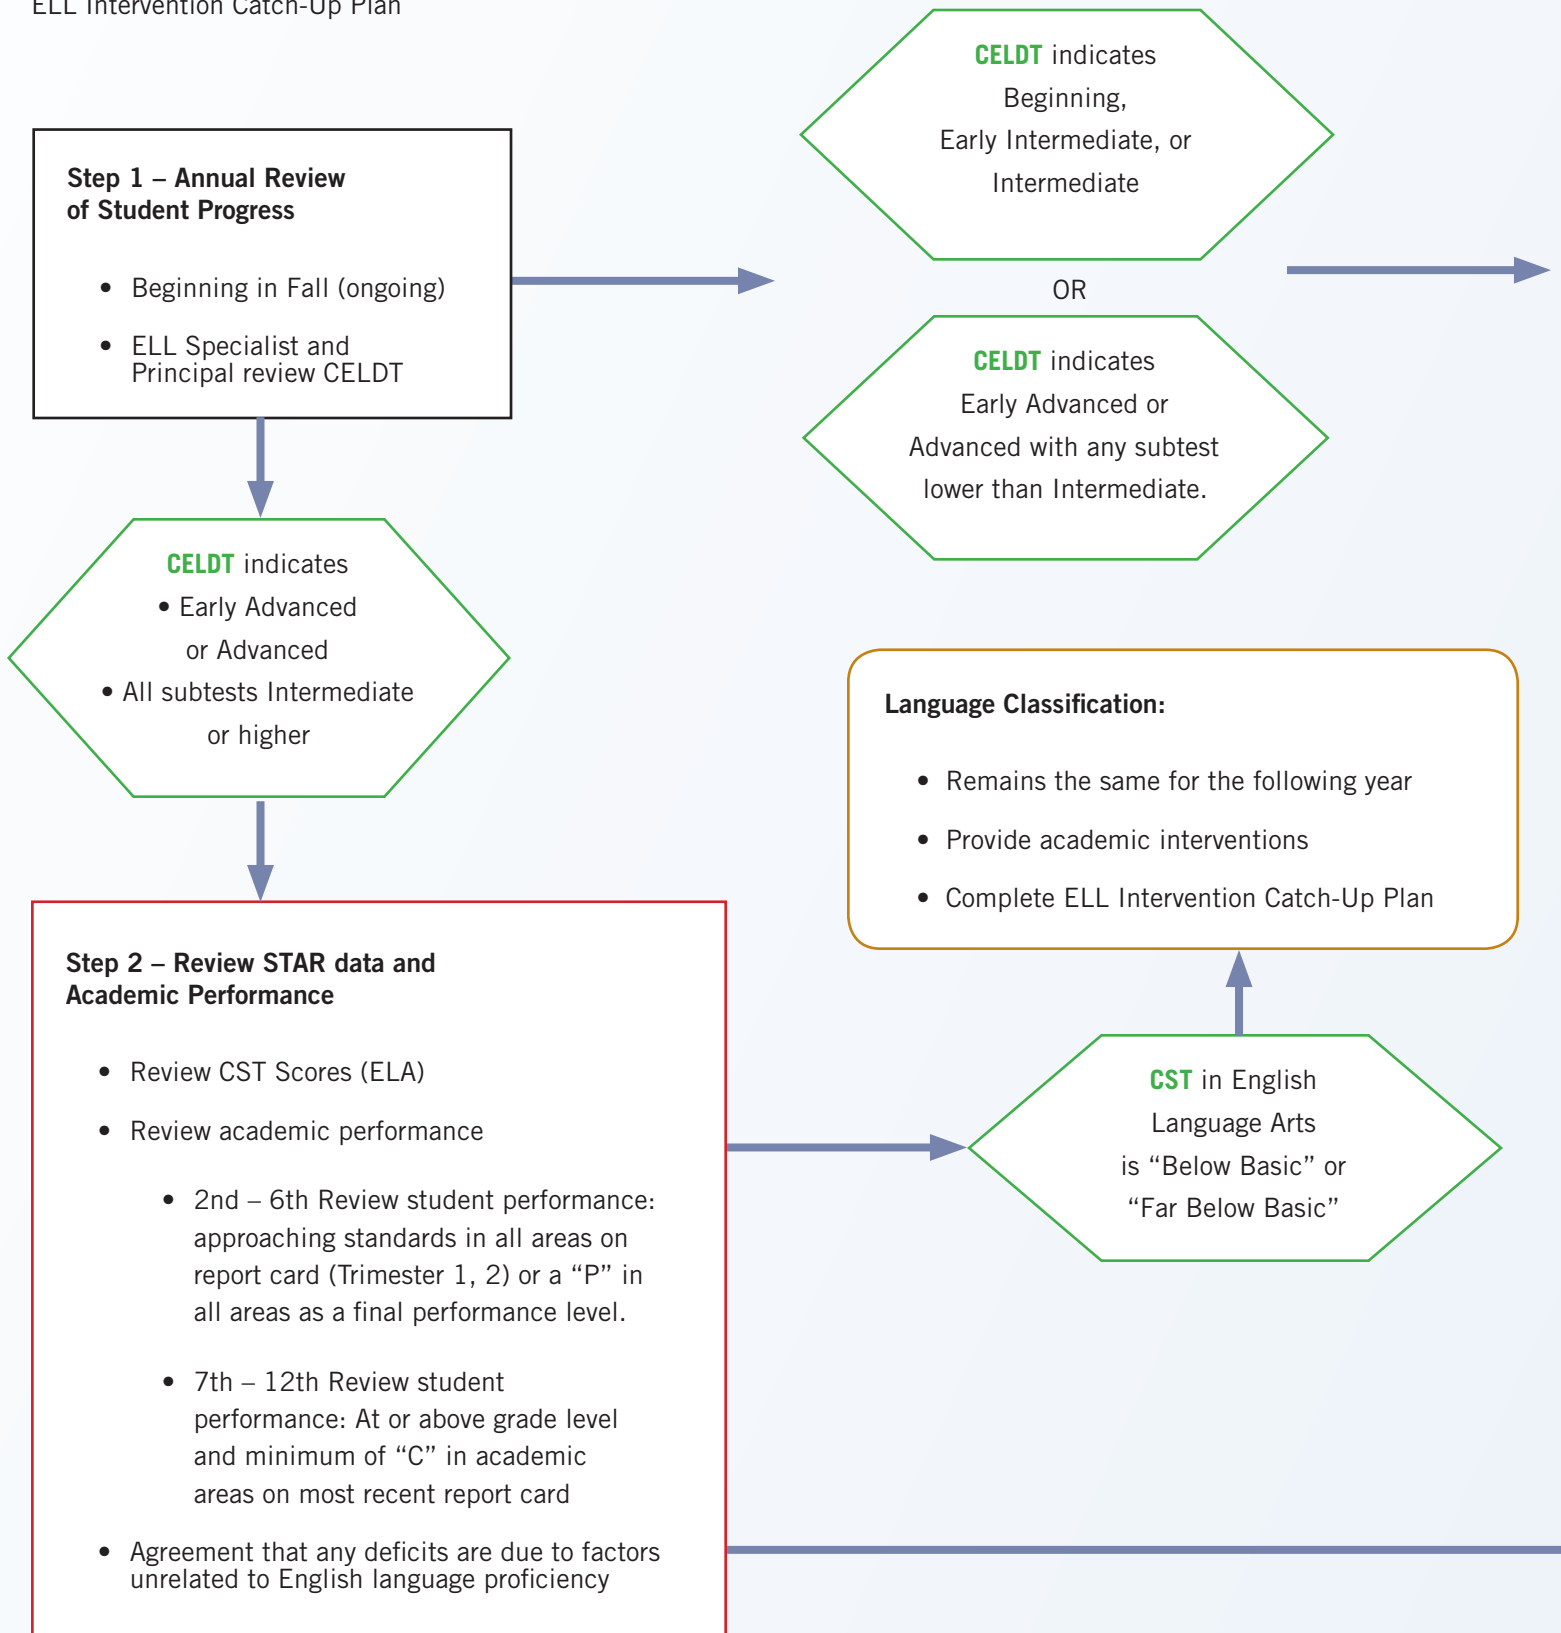 ELL Intervention Catch-Up Plan
Step 1 – Annual Review
of Student Progress
• Beginning in Fall (ongoing)
• ELL Specialist and
Principal review CELDT
CELDT indicates
Beginning,
Early Intermediate, or
Intermediate
OR
CELDT indicates
Early Advanced or
Advanced with any subtest
lower than Intermediate.
CELDT indicates
• Early Advanced
or Advanced
• All subtests Intermediate
or higher
Language Classification:
• Remains the same for the following year
• Provide academic interventions
• Complete ELL Intervention Catch-Up Plan
Step 2 – Review STAR data and
Academic Performance
• Review CST Scores (ELA)
• Review academic performance
• 2nd – 6th Review student performance:
approaching standards in all areas on
report card (Trimester 1, 2) or a “P” in
all areas as a final performance level.
• 7th – 12th Review student
performance: At or above grade level
and minimum of “C” in academic
areas on most recent report card
• Agreement that any deficits are due to factors
unrelated to English language proficiency
CST in English
Language Arts
is “Below Basic” or
“Far Below Basic”